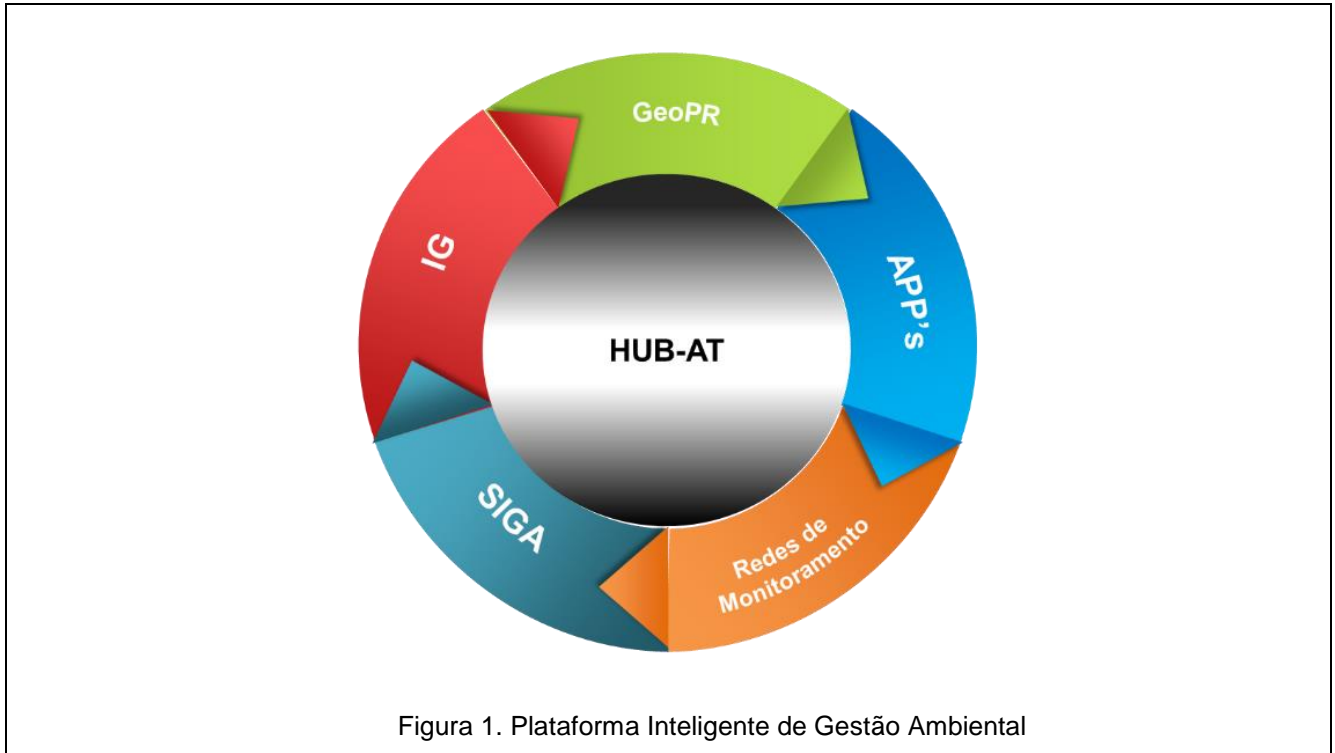 GeoPR
IG
APP's
HUB-AT
SIGA
Redes de
Monitoramento
Figura 1. Plataforma Inteligente de Gestão Ambiental